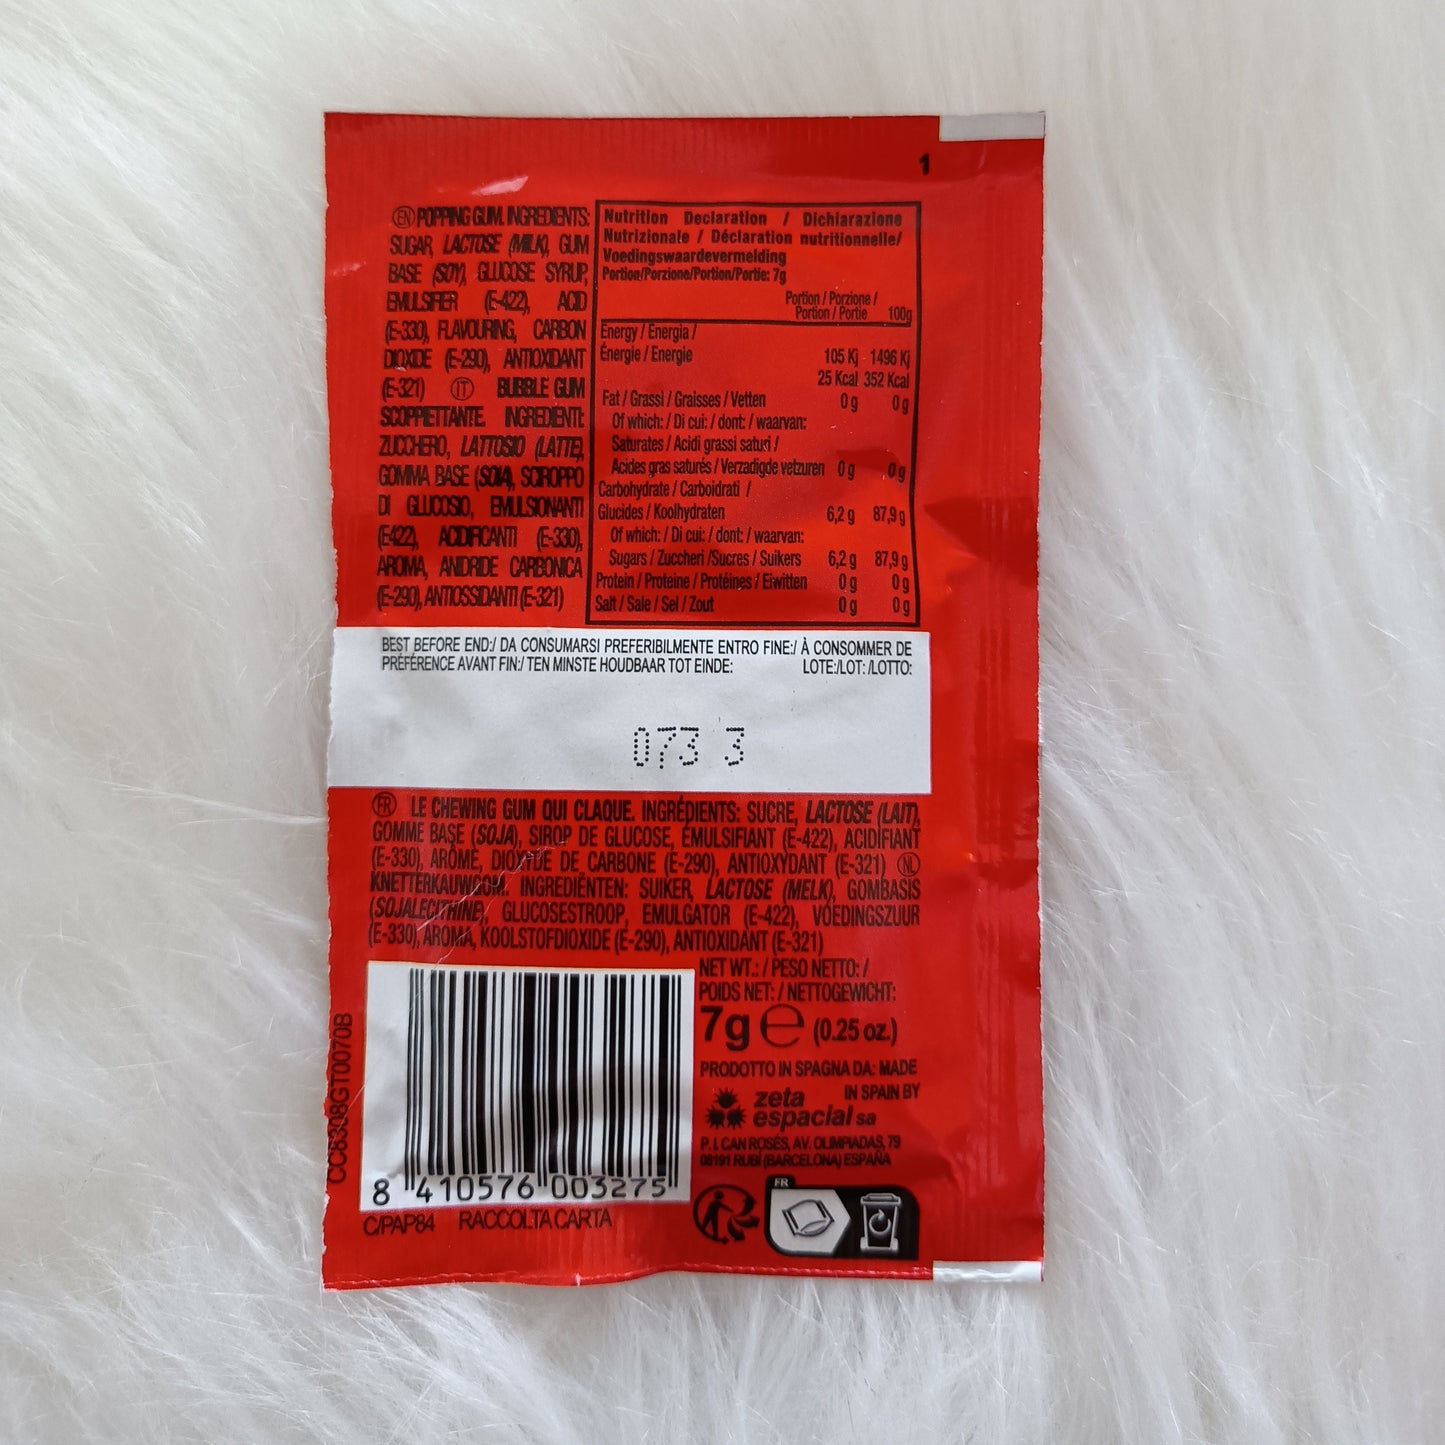 1
EN POPPING GUM. INGREDIENTS:
SUGAR, LACTOSE (MILK), GUM
BASE (SOY), GLUCOSE SYRUP,
EMULSIFIER (E-422), ACID
(E-330), FLAVOURING, CARBON
DIOXIDE (E-290), ANTIOXIDANT
(E-321) IT BUBBLE GUM
SCOPPIETTANTE. INGREDIENTI:
ZUCCHERO, LATTOSIO (LATTE),
GOMMA BASE (SOIA), SCIROPPO
DI GLUCOSIO, EMULSIONANTI
(E422), ACIDIFICANTI (E-330),
AROMA, ANIDRIDE CARBONICA
(E-290), ANTIOSSIDANTI (E-321)
Nutrition Declaration / Dichiarazione
Nutrizionale / Déclaration nutritionnelle/
Voedingswaardevermelding
Portion/Porzione/Portion/Portie: 7g
Portion / Porzione /
Portion / Portie 100g
Energy / Energia /
Énergie / Energie 105 Kj 1496 Kj
25 Kcal 352 Kcal
Fat / Grassi / Graisses / Vetten 0 g 0 g
Of which: / Di cui: / dont: / waarvan:
Saturates / Acidi grassi saturi /
Acides gras saturés / Verzadigde vetzuren 0 g 0 g
Carbohydrate / Carboidrati /
Glucides / Koolhydraten 6,2 g 87,9 g
Of which: / Di cui: / dont: / waarvan:
Sugars / Zuccheri /Sucres / Suikers 6,2 g 87,9 g
Protein / Proteine / Protéines / Eiwitten 0 g 0 g
Salt / Sale / Sel / Zout 0 g 0 g
BEST BEFORE END:/ DA CONSUMARSI PREFERIBILMENTE ENTRO FINE:/ À CONSOMMER DE
PRÉFÉRENCE AVANT FIN:/ TEN MINSTE HOUDBAAR TOT EINDE: LOTE:/LOT: /LOTTO:
073 3
FR LE CHEWING GUM QUI CLAQUE. INGRÉDIENTS: SUCRE, LACTOSE (LAIT),
GOMME BASE (SOJA), SIROP DE GLUCOSE, ÉMULSIFIANT (E-422), ACIDIFIANT
(E-330), ARÔME, DIOXYDE DE CARBONE (E-290), ANTIOXYDANT (E-321) NL
KNETTERKAUWGOM. INGREDIËNTEN: SUIKER, LACTOSE (MELK), GOMBASIS
(SOJALECITHINE), GLUCOSESTROOP, EMULGATOR (E-422), VOEDINGSZUUR
(E-330), AROMA, KOOLSTOFDIOXIDE (E-290), ANTIOXIDANT (E-321)
NET WT.: / PESO NETTO: /
POIDS NET: / NETTOGEWICHT:
7g e (0.25 oz.)
PRODOTTO IN SPAGNA DA: MADE
IN SPAIN BY
zeta
espacial sa
P. I. CAN ROSÉS, AV. OLIMPIADAS, 79
08191 RUBÍ (BARCELONA) ESPAÑA
CC8308GT0070B
8 410576 003275
C/PAP84 RACCOLTA CARTA
FR